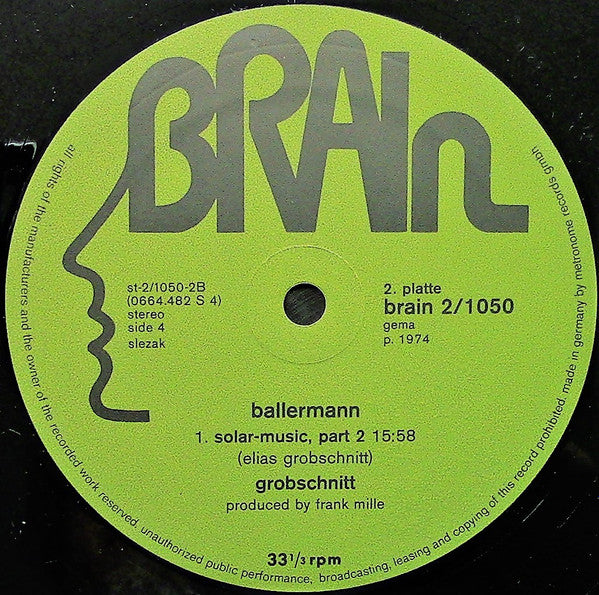 BRAIn
st-2/1050-2B
(0664.482 S 4)
stereo
side 4
slezak
2. platte
brain 2/1050
gema
p. 1974
ballermann
1. solar-music, part 2 15:58
(elias grobschnitt)
grobschnitt
produced by frank mille
33 1/3 rpm
all rights of the manufacturers and the owner of the recorded work reserved. unauthorized public performance, broadcasting, leasing and copying of this record prohibited. made in germany by metronome records gmbh